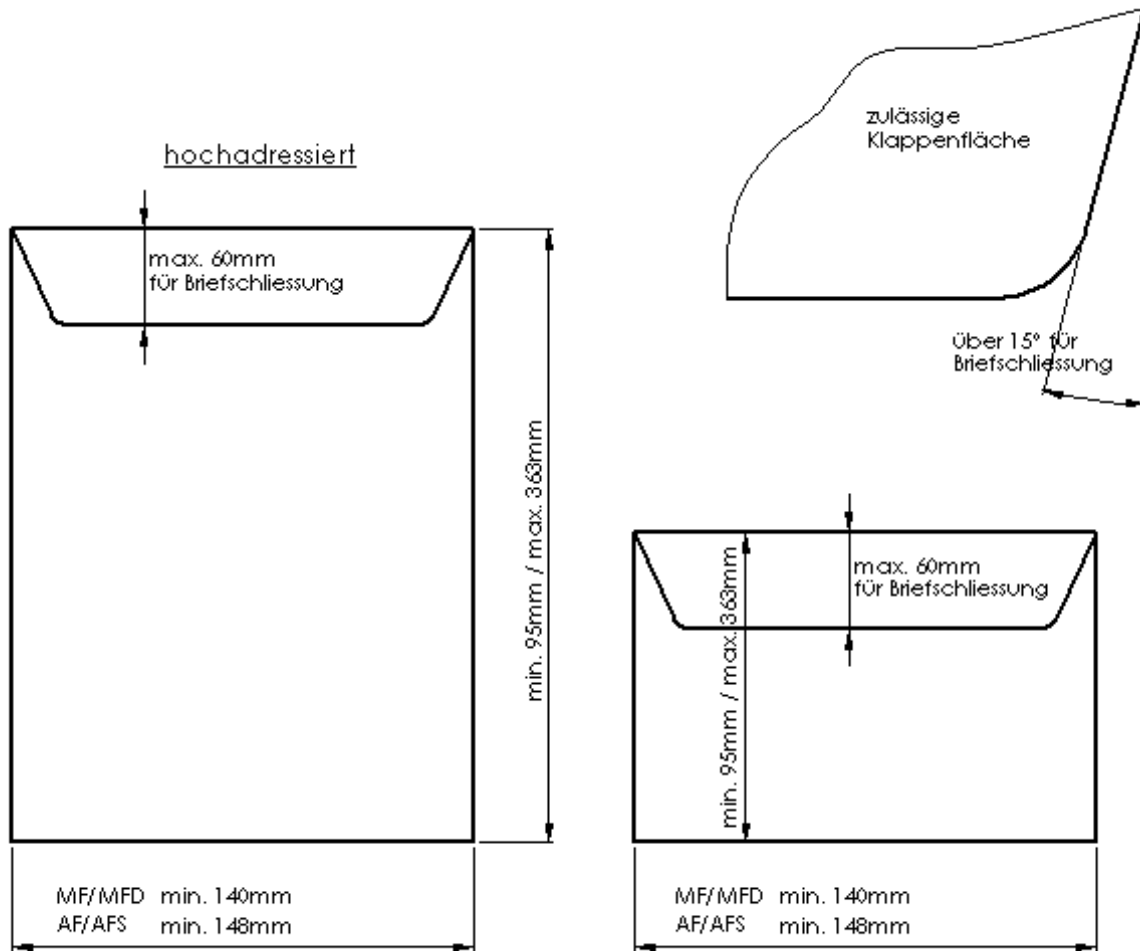 hochadressiert
max. 60mm
für Briefschliessung
min. 95mm / max. 363mm
MF/MFD min. 140mm
AF/AFS min. 148mm
zulässige
Klappenfläche
über 15° für
Briefschliessung
max. 60mm
für Briefschliessung
min. 95mm / max. 363mm
MF/MFD min. 140mm
AF/AFS min. 148mm